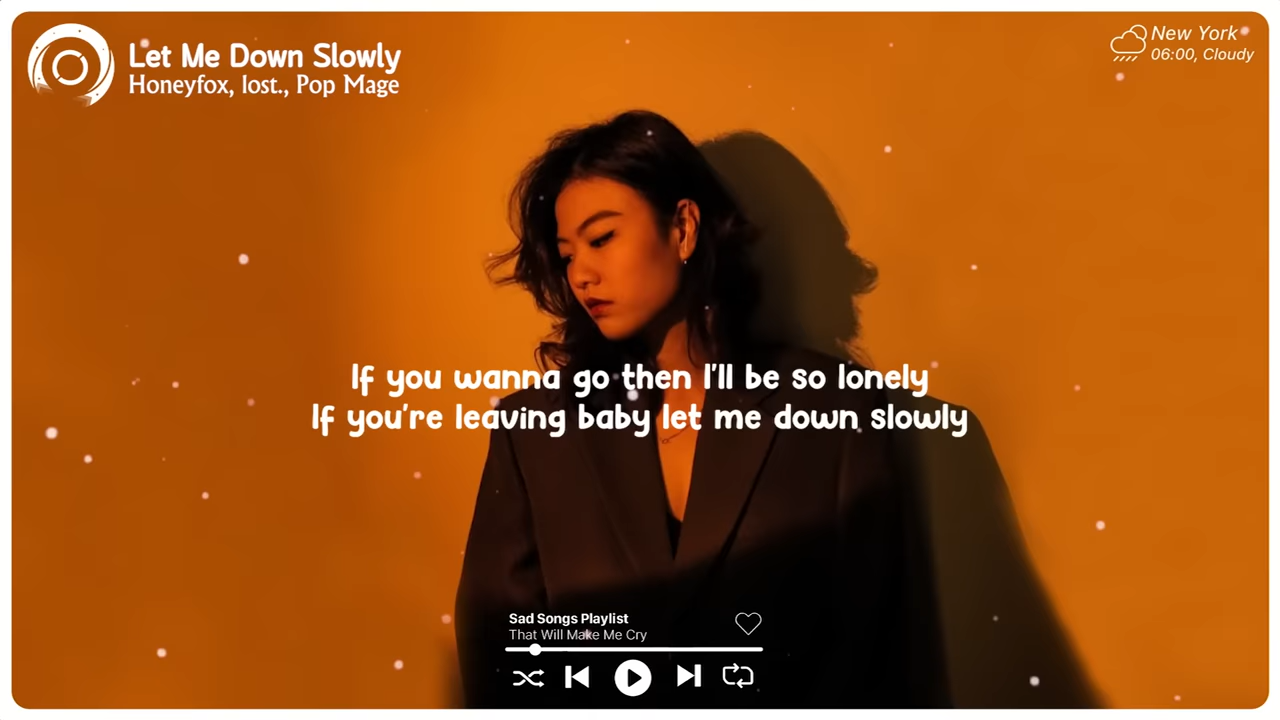 Let Me Down Slowly
Honeyfox, lost., Pop Mage
New York
06:00, Cloudy
If you wanna go then I'll be so lonely
If you're leaving baby let me down slowly
Sad Songs Playlist
That Will Make Me Cry